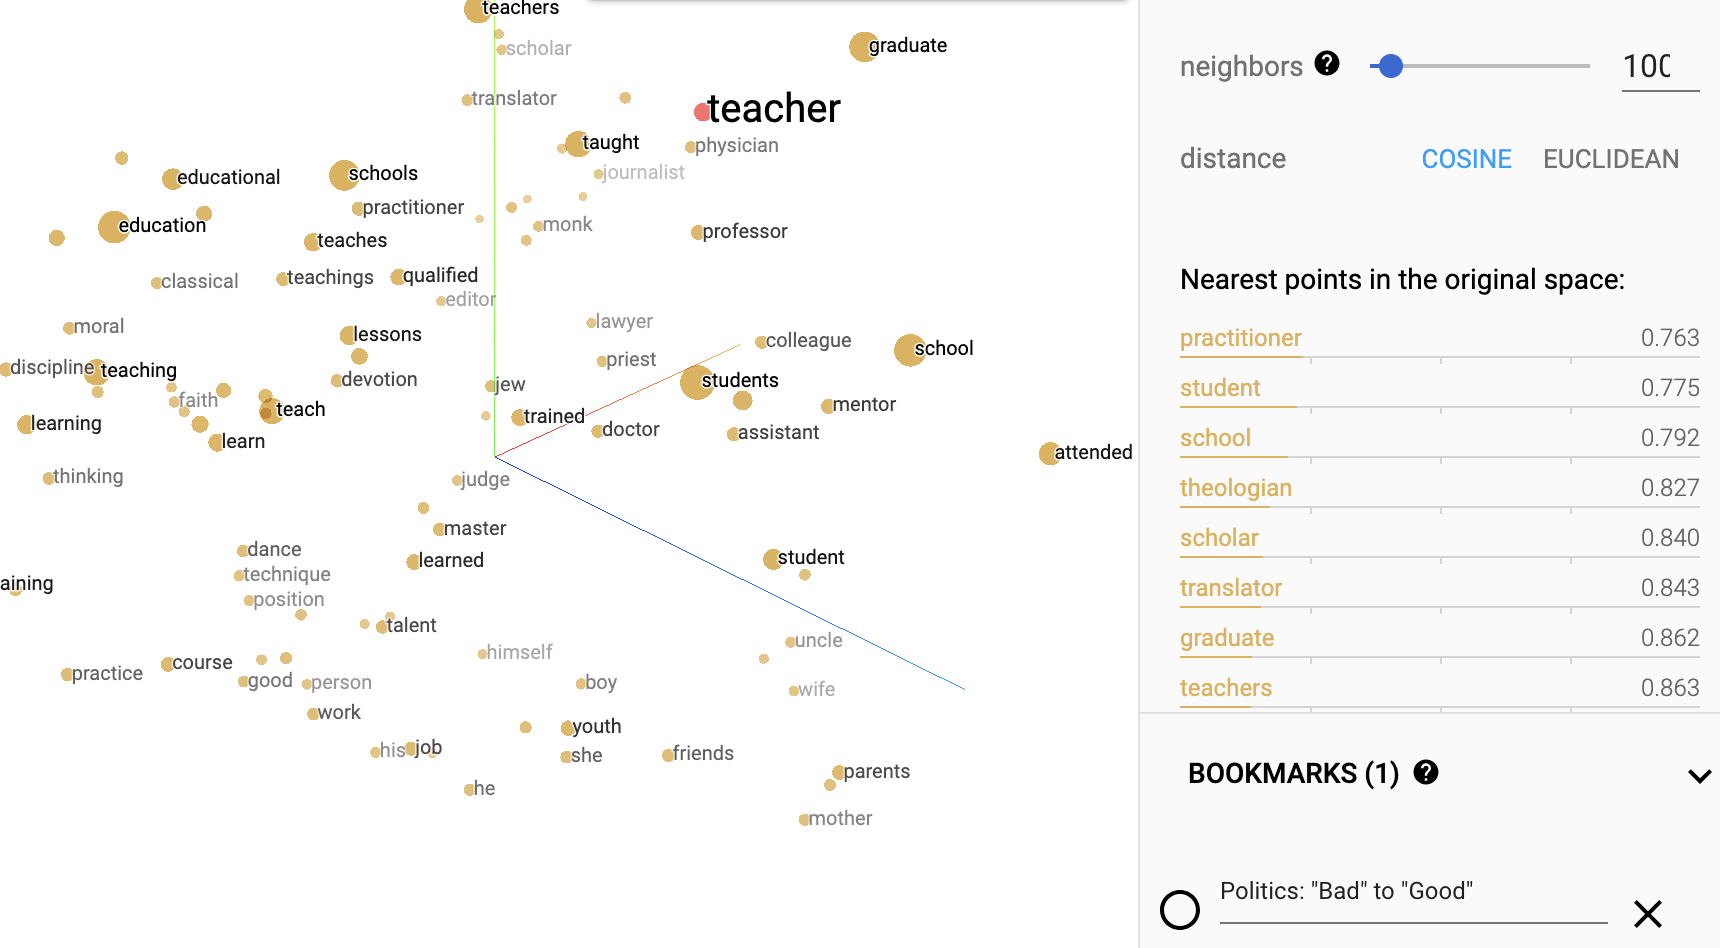 teachers
scholar
graduate
translator
teacher
taught
physician
journalist
educational
schools
practitioner
education
monk
professor
teaches
classical
teachings
qualified
editor
moral
lessons
lawyer
colleague
school
discipline
teaching
devotion
priest
students
jew
faith
teach
trained
mentor
learning
learn
doctor
assistant
attended
thinking
judge
master
dance
learned
student
technique
aining
position
talent
uncle
himself
practice
course
good
person
boy
wife
work
youth
his
job
she
friends
parents
he
mother
neighbors ?
100
distance
COSINE
EUCLIDEAN
Nearest points in the original space:
practitioner 0.763
student 0.775
school 0.792
theologian 0.827
scholar 0.840
translator 0.843
graduate 0.862
teachers 0.863
BOOKMARKS (1) ?
Politics: "Bad" to "Good"